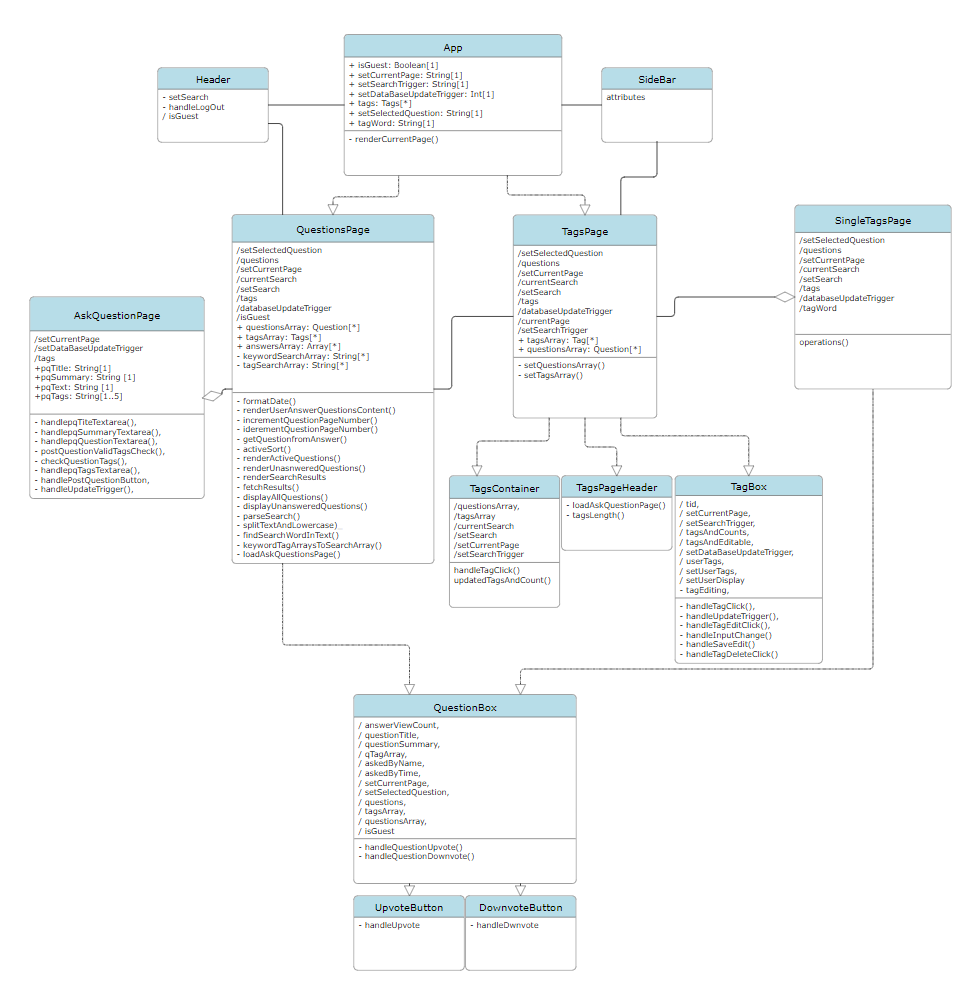 App
+ isGuest: Boolean[1]
+ setCurrentPage: String[1]
+ setSearchTrigger: String[1]
+ setDataBaseUpdateTrigger: Int[1]
+ tags: Tags[*]
+ setSelectedQuestion: String[1]
+ tagWord: String[1]
- renderCurrentPage()
Header
- setSearch
- handleLogOut
/ isGuest
SideBar
attributes
QuestionsPage
/setSelectedQuestion
/questions
/setCurrentPage
/currentSearch
/setSearch
/tags
/databaseUpdateTrigger
/isGuest
+ questionsArray: Question[*]
+ tagsArray: Tags[*]
+ answersArray: Array[*]
- keywordSearchArray: String[*]
- tagSearchArray: String[*]
- formatDate()
- renderUserAnswerQuestionsContent()
- incrementQuestionPageNumber()
- iderementQuestionPageNumber()
- getQuestionfromAnswer()
- activeSort()
- renderActiveQuestions()
- renderUnasnweredQuestions()
- renderSearchResults
- fetchResults()
- displayAllQuestions()
- displayUnansweredQuestions()
- parseSearch()
- splitTextAndLowercase)
- findSearchWordInText()
- keywordTagArraysToSearchArray()
- loadAskQuestionsPage()
TagsPage
/setSelectedQuestion
/questions
/setCurrentPage
/currentSearch
/setSearch
/tags
/databaseUpdateTrigger
/currentPage
/setSearchTrigger
+ tagsArray: Tag[*]
+ questionsArray: Question[*]
- setQuestionsArray()
- setTagsArray()
SingleTagsPage
/setSelectedQuestion
/questions
/setCurrentPage
/currentSearch
/setSearch
/tags
/databaseUpdateTrigger
/tagWord
operations()
AskQuestionPage
/setCurrentPage
/setDataBaseUpdateTrigger
/tags
+pqTitle: String[1]
+pqSummary: String [1]
+pqText: String [1]
+pqTags: String[1..5]
- handlepqTiteTextarea(),
- handlepqSummaryTextarea(),
- handlepqQuestionTextarea(),
- postQuestionValidTagsCheck(),
- checkQuestionTags(),
- handlepqTagsTextarea(),
- handlePostQuestionButton,
- handleUpdateTrigger(),
TagsContainer
/questionsArray,
/tagsArray
/currentSearch
/setSearch
/setCurrentPage
/setSearchTrigger
handleTagClick()
updatedTagsAndCount()
TagsPageHeader
- loadAskQuestionPage()
- tagsLength()
TagBox
/ tid,
/ setCurrentPage,
/ setSearchTrigger,
/ tagsAndCounts,
/ tagsAndEditable,
/ setDataBaseUpdateTrigger,
/ userTags,
/ setUserTags,
/ setUserDisplay
- tagEditing,
- handleTagClick(),
- handleUpdateTrigger(),
- handleTagEditClick(),
- handleInputChange()
- handleSaveEdit()
- handleTagDeleteClick()
QuestionBox
/ answerViewCount,
/ questionTitle,
/ questionSummary,
/ qTagArray,
/ askedByName,
/ askedByTime,
/ setCurrentPage,
/ setSelectedQuestion,
/ questions,
/ tagsArray,
/ questionsArray,
/ isGuest
- handleQuestionUpvote()
- handleQuestionDownvote()
UpvoteButton
- handleUpvote
DownvoteButton
- handleDwnvote